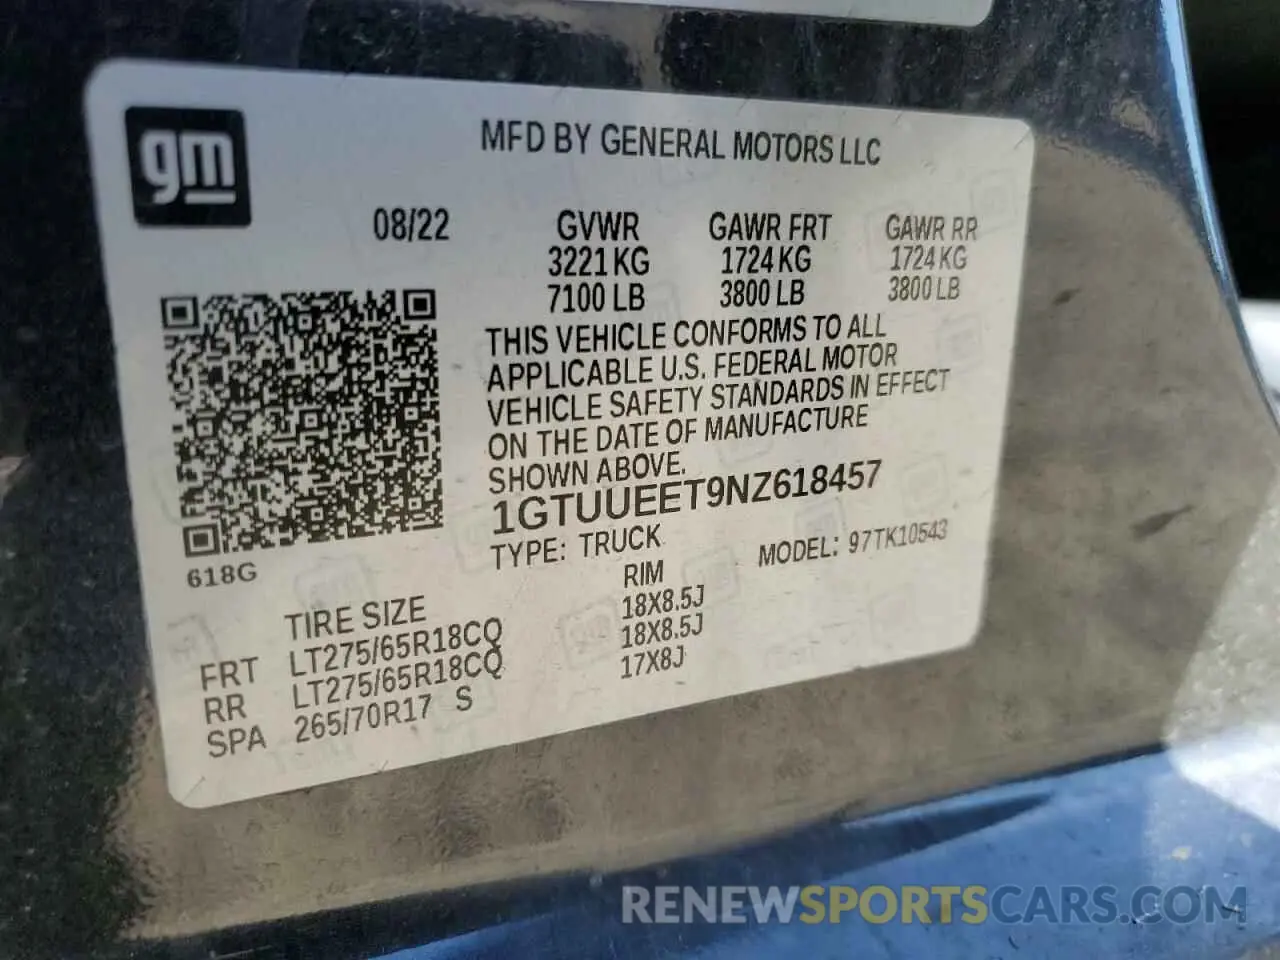 gm
MFD BY GENERAL MOTORS LLC
08/22 GVWR GAWR FRT GAWR RR
3221 KG 1724 KG 1724 KG
7100 LB 3800 LB 3800 LB
THIS VEHICLE CONFORMS TO ALL
APPLICABLE U.S. FEDERAL MOTOR
VEHICLE SAFETY STANDARDS IN EFFECT
ON THE DATE OF MANUFACTURE
SHOWN ABOVE.
1GTUUEET9NZ618457
TYPE: TRUCK MODEL: 97TK10543
618G
TIRE SIZE RIM
FRT LT275/65R18CQ 18X8.5J
RR LT275/65R18CQ 18X8.5J
SPA 265/70R17 S 17X8J
RENEWSPORTSCARS.COM